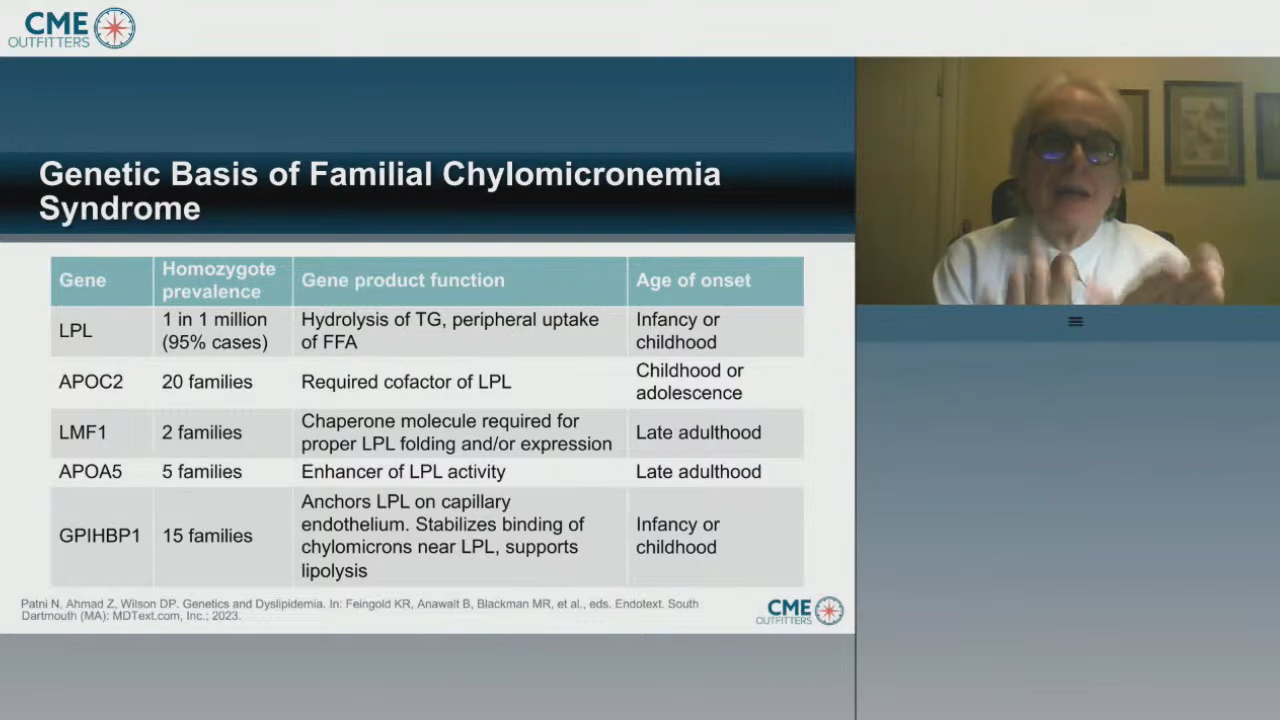 CME
OUTFITTERS
Genetic Basis of Familial Chylomicronemia
Syndrome
Gene
Homozygote
prevalence
Gene product function
Age of onset
LPL
1 in 1 million
(95% cases)
Hydrolysis of TG, peripheral uptake
of FFA
Infancy or
childhood
APOC2
20 families
Required cofactor of LPL
Childhood or
adolescence
LMF1
2 families
Chaperone molecule required for
proper LPL folding and/or expression
Late adulthood
APOA5
5 families
Enhancer of LPL activity
Late adulthood
GPIHBP1
15 families
Anchors LPL on capillary
endothelium. Stabilizes binding of
chylomicrons near LPL, supports
lipolysis
Infancy or
childhood
Patni N, Ahmad Z, Wilson DP. Genetics and Dyslipidemia. In: Feingold KR, Anawalt B, Blackman MR, et al., eds. Endotext. South
Dartmouth (MA): MDText.com, Inc.; 2023.
CME
OUTFITTERS